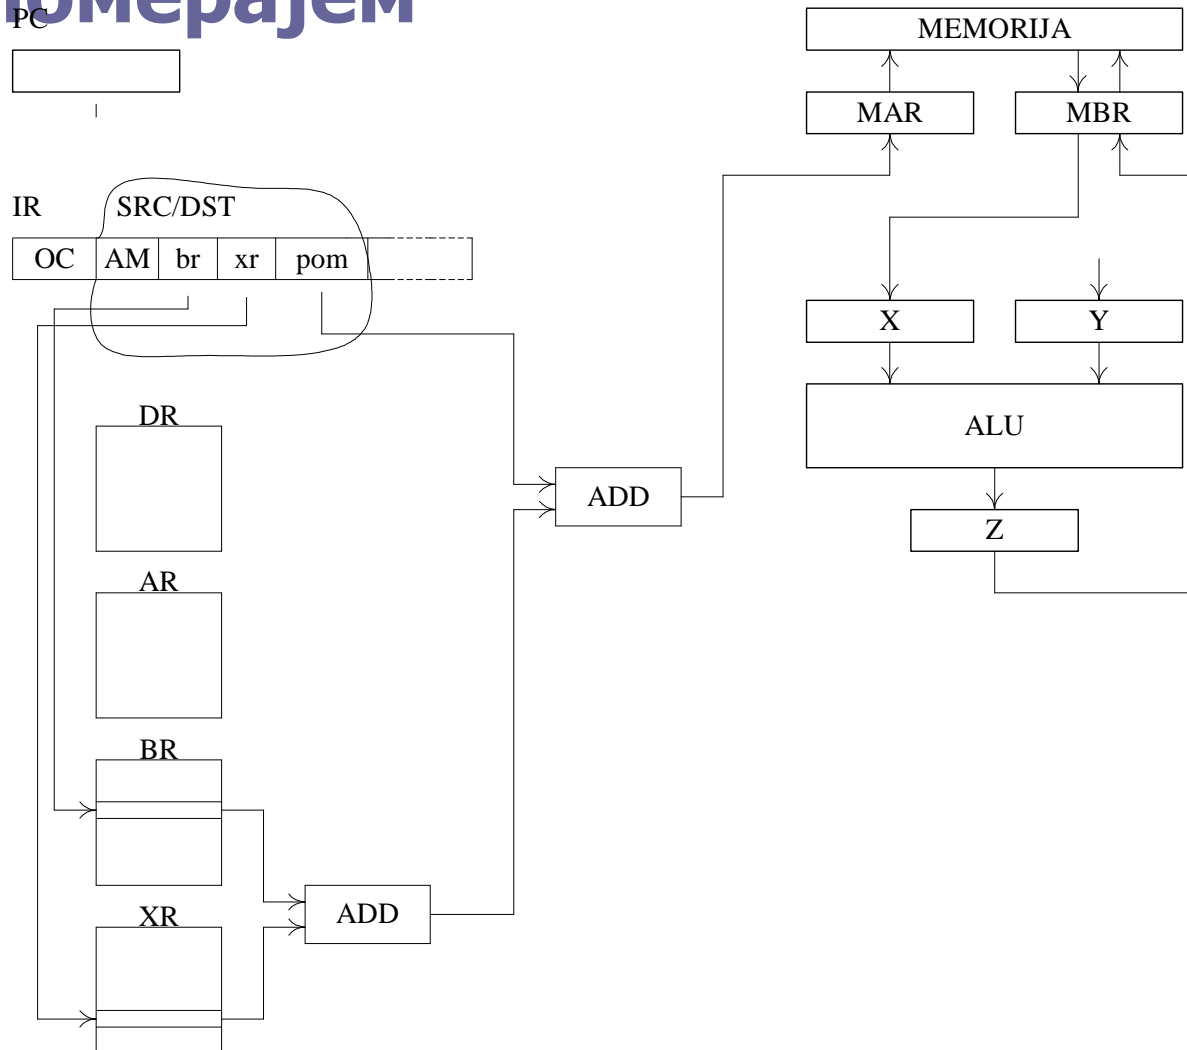 померајем
PC
MEMORIJA
MAR MBR
IR SRC/DST
OC AM br xr pom
X Y
DR
ALU
ADD
Z
AR
BR
XR
ADD